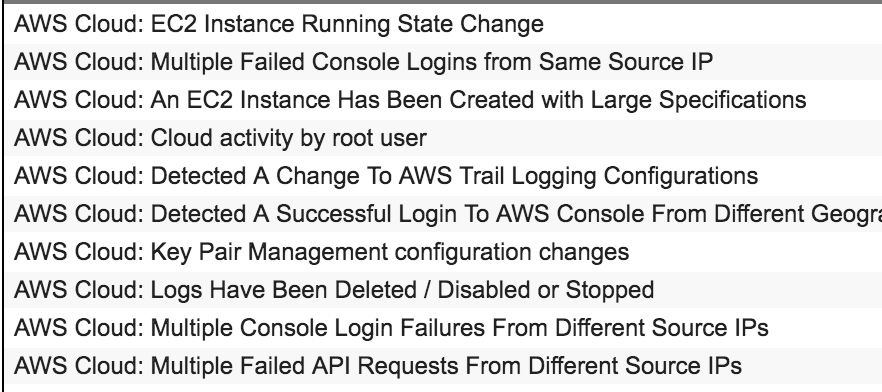 AWS Cloud: EC2 Instance Running State Change
AWS Cloud: Multiple Failed Console Logins from Same Source IP
AWS Cloud: An EC2 Instance Has Been Created with Large Specifications
AWS Cloud: Cloud activity by root user
AWS Cloud: Detected A Change To AWS Trail Logging Configurations
AWS Cloud: Detected A Successful Login To AWS Console From Different
AWS Cloud: Key Pair Management configuration changes
AWS Cloud: Logs Have Been Deleted / Disabled or Stopped
AWS Cloud: Multiple Console Login Failures From Different Source IPs
AWS Cloud: Multiple Failed API Requests From Different Source IPs